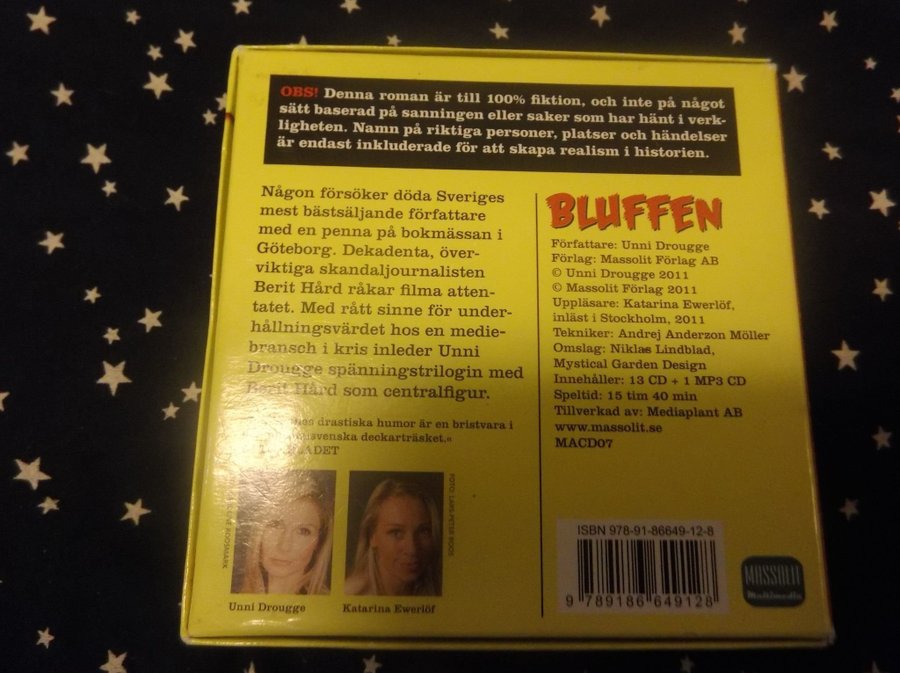 OBS! Denna roman är till 100% fiktion, och inte på något
sätt baserad på sanningen eller saker som har hänt i verk-
ligheten. Namn på riktiga personer, platser och händelser
är endast inkluderade för att skapa realism i historien.
Någon försöker döda Sveriges
mest bästsäljande författare
med en penna på bokmässan i
Göteborg. Dekadenta, över-
viktiga skandaljournalisten
Berit Hård råkar filma atten-
tatet. Med rått sinne för under-
hållningsvärdet hos en medie-
bransch i kris inleder Unni
Drougge spänningstrilogin med
Berit Hård som centralfigur.
drastiska humor är en bristvara i
deckarträsket.«
Unni Drougge
Katarina Ewerlöf
FOTO: LARS-PETER ROOS
BLUFFEN
Författare: Unni Drougge
Förlag: Massolit Förlag AB
© Unni Drougge 2011
© Massolit Förlag 2011
Uppläsare: Katarina Ewerlöf,
inläst i Stockholm, 2011
Tekniker: Andrej Anderzon Möller
Omslag: Niklas Lindblad,
Mystical Garden Design
Innehåller: 13 CD + 1 MP3 CD
Speltid: 15 tim 40 min
Tillverkad av: Mediaplant AB
www.massolit.se
MACD07
ISBN 978-91-86649-12-8
9 789186 649128
MASSOLIT
Multimedia